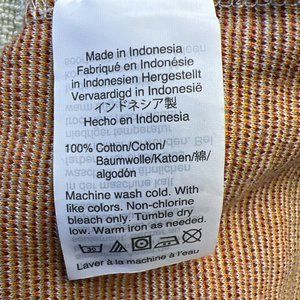 Made in Indonesia
Fabriqué en Indonésie
in Indonesien Hergestellt
Vervaardigd in Indonesië
インドネシア製
Hecho en Indonesia
100% Cotton/Coton/
Baumwolle/Katoen/綿/
algodón
Machine wash cold. With
like colors. Non-chlorine
bleach only. Tumble dry
low. Warm iron as needed.
30
Laver à la machine à l'eau